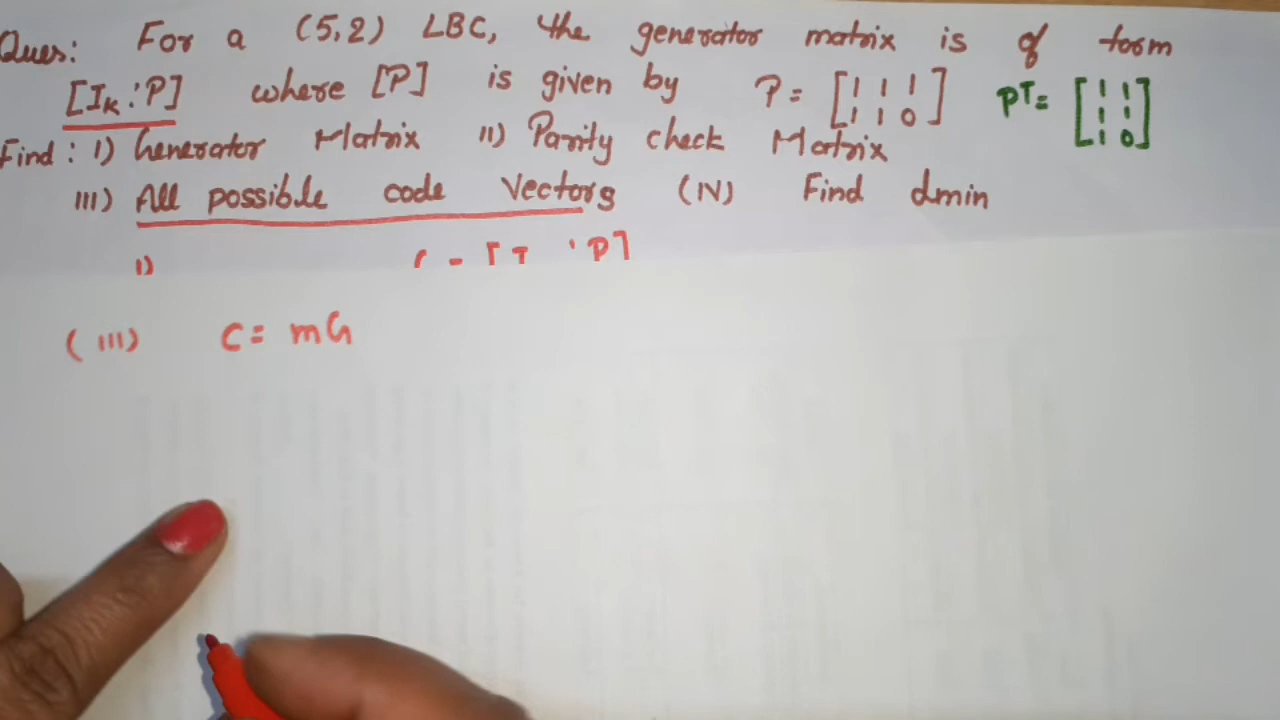 Ques: For a (5,2) LBC, the generator matrix is of form
[Ik : P] where [P] is given by P = [1 1 1 / 1 1 0] PT = [1 1 / 1 1 / 1 0]
Find: i) Generator Matrix ii) Parity check Matrix
iii) All possible code Vectors (iv) Find dmin
i) [ : P]
(iii) C = mG